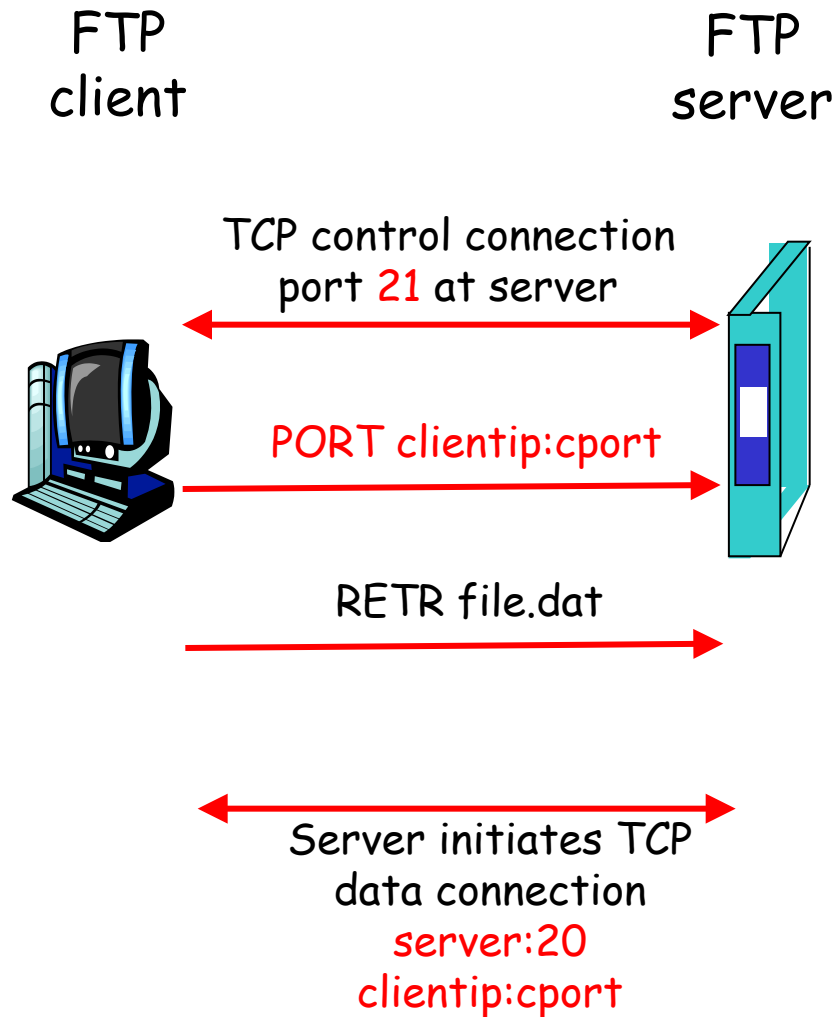 FTP
client
FTP
server
TCP control connection
port 21 at server
PORT clientip:cport
RETR file.dat
Server initiates TCP
data connection
server:20
clientip:cport